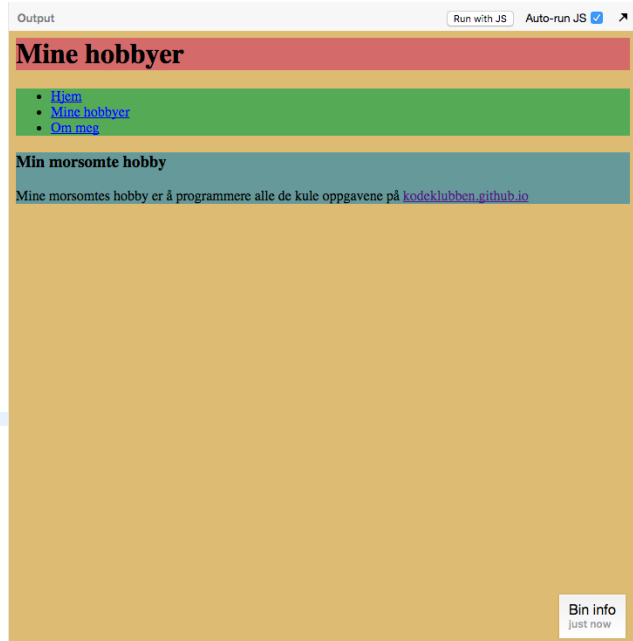 Output Run with JS Auto-run JS
Mine hobbyer
Hjem
Mine hobbyer
Om meg
Min morsomte hobby
Mine morsomtes hobby er å programmere alle de kule oppgavene på kodeklubben.github.io
Bin info
just now